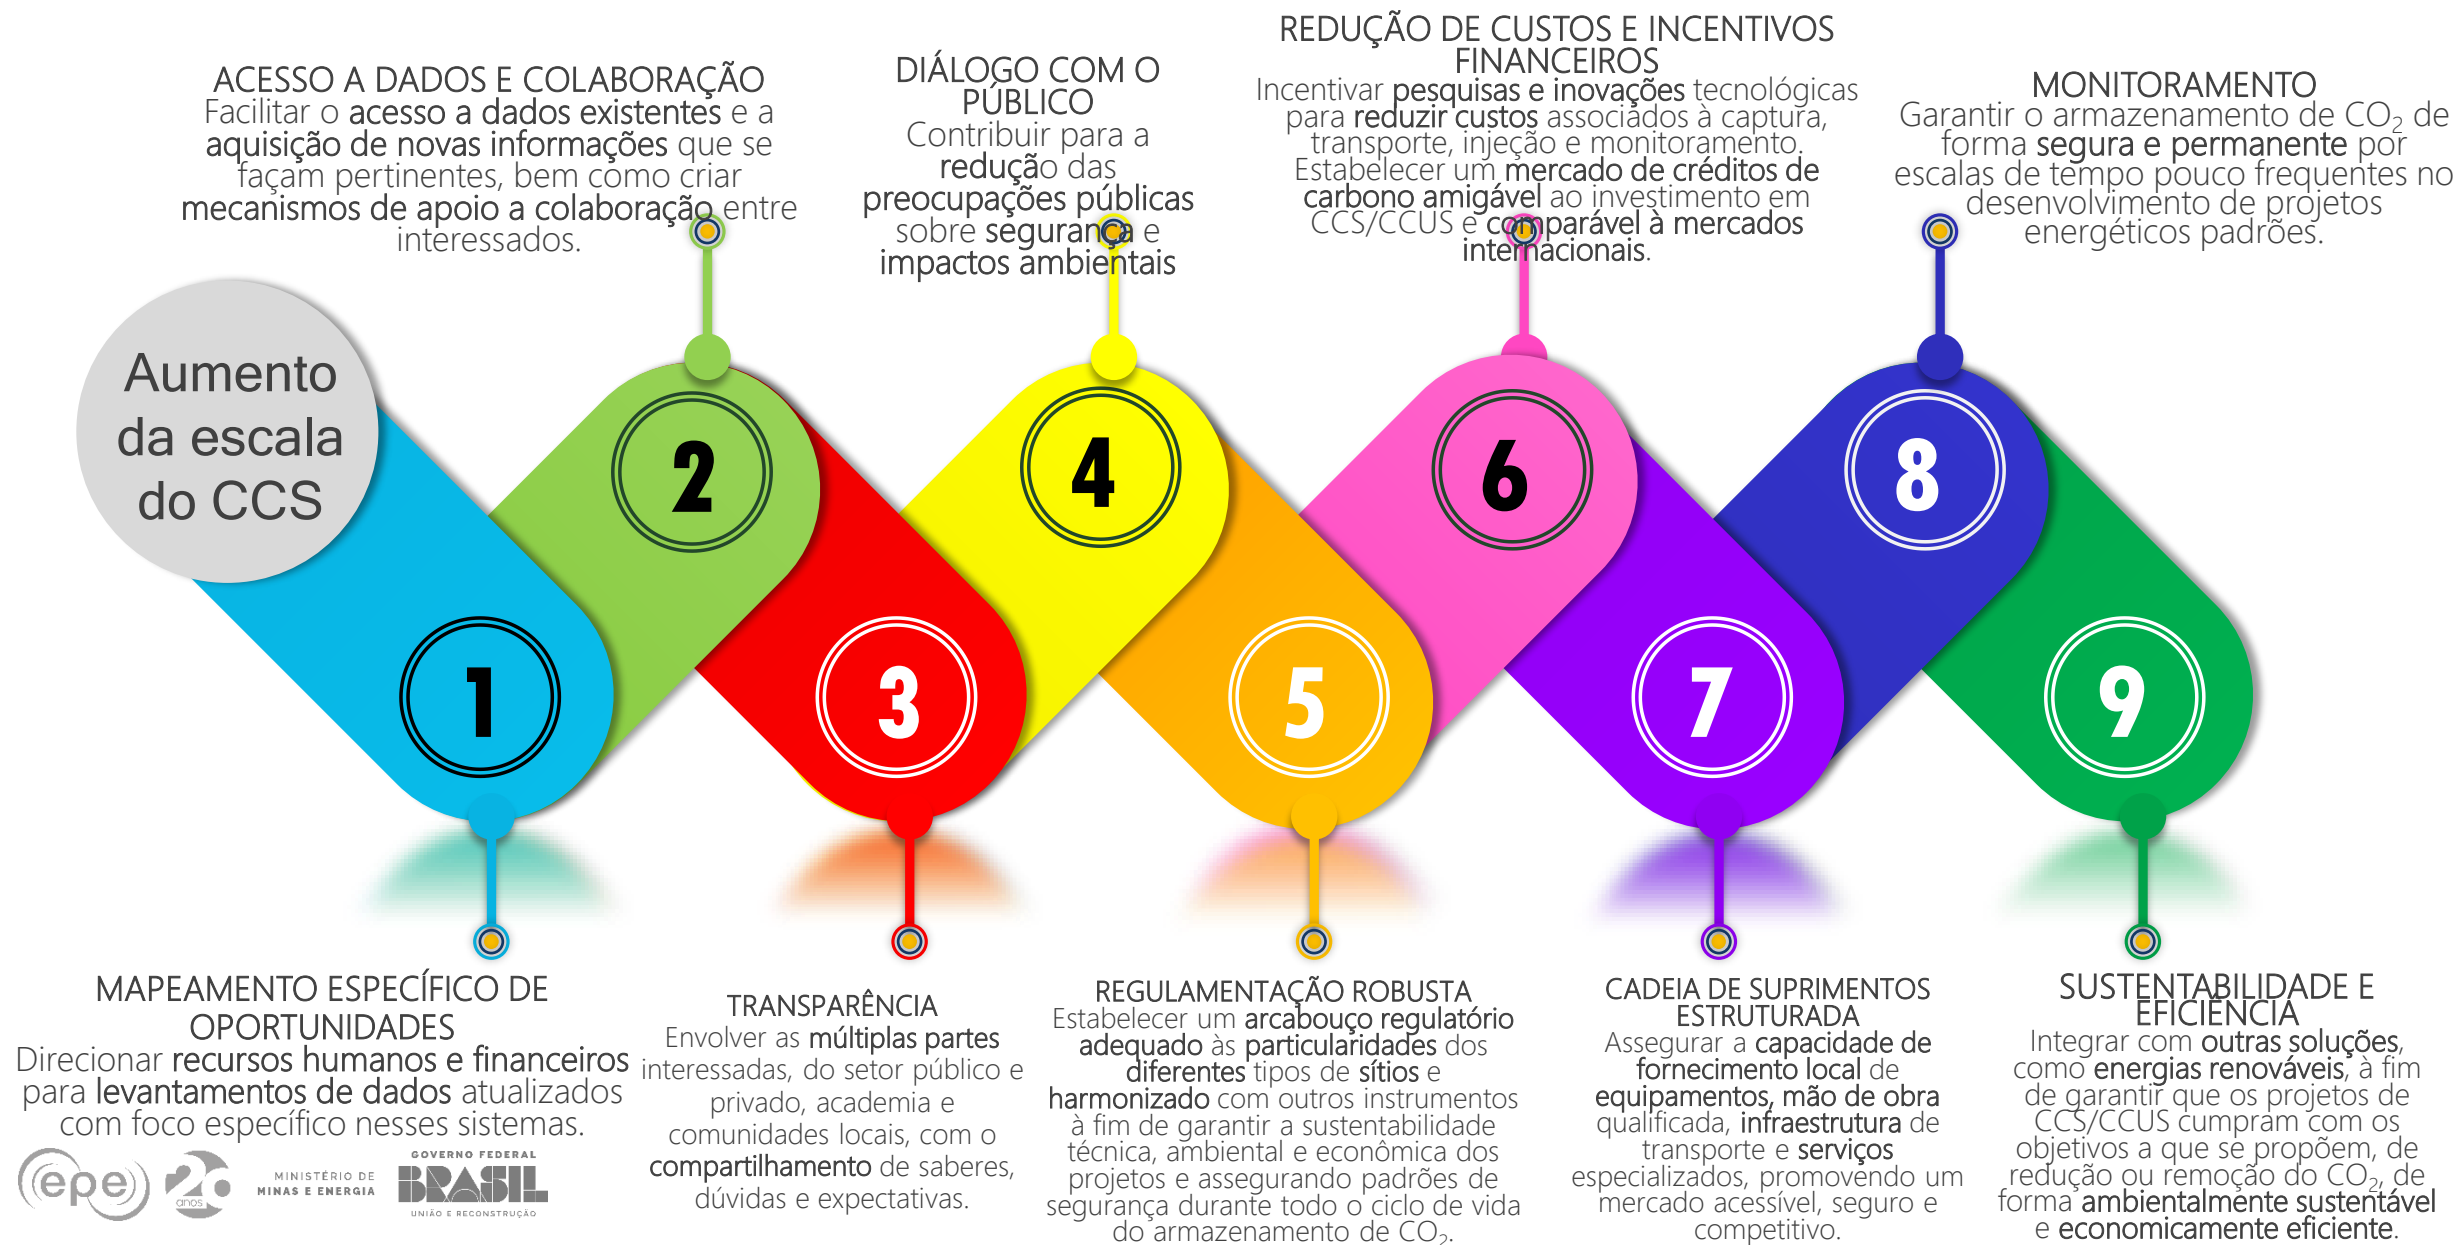 Aumento
da escala
do CCS
1
MAPEAMENTO ESPECÍFICO DE
OPORTUNIDADES
Direcionar recursos humanos e financeiros
para levantamentos de dados atualizados
com foco específico nesses sistemas.
2
ACESSO A DADOS E COLABORAÇÃO
Facilitar o acesso a dados existentes e a
aquisição de novas informações que se
façam pertinentes, bem como criar
mecanismos de apoio a colaboração entre
interessados.
3
TRANSPARÊNCIA
Envolver as múltiplas partes
interessadas, do setor público e
privado, academia e
comunidades locais, com o
compartilhamento de saberes,
dúvidas e expectativas.
4
DIÁLOGO COM O
PÚBLICO
Contribuir para a
redução das
preocupações públicas
sobre segurança e
impactos ambientais
5
REGULAMENTAÇÃO ROBUSTA
Estabelecer um arcabouço regulatório
adequado às particularidades dos
diferentes tipos de sítios e
harmonizado com outros instrumentos
à fim de garantir a sustentabilidade
técnica, ambiental e econômica dos
projetos e assegurando padrões de
segurança durante todo o ciclo de vida
do armazenamento de CO₂.
6
REDUÇÃO DE CUSTOS E INCENTIVOS
FINANCEIROS
Incentivar pesquisas e inovações tecnológicas
para reduzir custos associados à captura,
transporte, injeção e monitoramento.
Estabelecer um mercado de créditos de
carbono amigável ao investimento em
CCS/CCUS e comparável à mercados
internacionais.
7
CADEIA DE SUPRIMENTOS
ESTRUTURADA
Assegurar a capacidade de
fornecimento local de
equipamentos, mão de obra
qualificada, infraestrutura de
transporte e serviços
especializados, promovendo um
mercado acessível, seguro e
competitivo.
8
MONITORAMENTO
Garantir o armazenamento de CO₂ de
forma segura e permanente por
escalas de tempo pouco frequentes no
desenvolvimento de projetos
energéticos padrões.
9
SUSTENTABILIDADE E
EFICIÊNCIA
Integrar com outras soluções,
como energias renováveis, à fim
de garantir que os projetos de
CCS/CCUS cumpram com os
objetivos a que se propõem, de
redução ou remoção do CO₂, de
forma ambientalmente sustentável
e economicamente eficiente.
epe
20
anos
MINISTÉRIO DE
MINAS E ENERGIA
GOVERNO FEDERAL
BRASIL
UNIÃO E RECONSTRUÇÃO